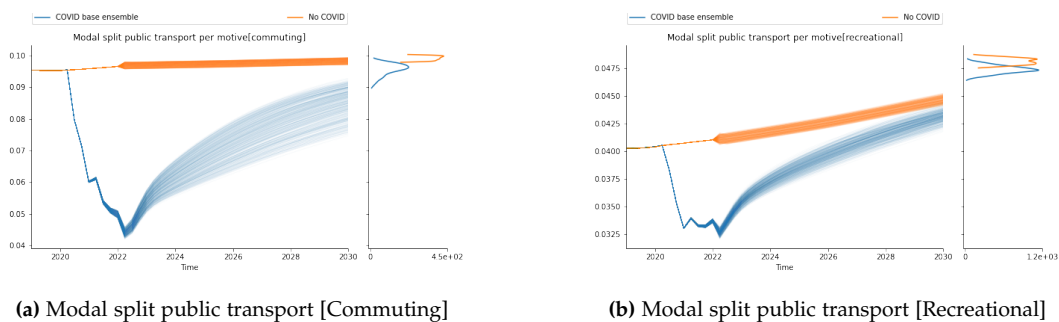 COVID base ensemble
No COVID
Modal split public transport per motive[commuting]
0.10
0.09
0.08
0.07
0.06
0.05
0.04
2020
2022
2024
2026
2028
2030
Time
0
4.5e+02
(a) Modal split public transport [Commuting]
COVID base ensemble
No COVID
Modal split public transport per motive[recreational]
0.0475
0.0450
0.0425
0.0400
0.0375
0.0350
0.0325
2020
2022
2024
2026
2028
2030
Time
0
1.2e+03
(b) Modal split public transport [Recreational]